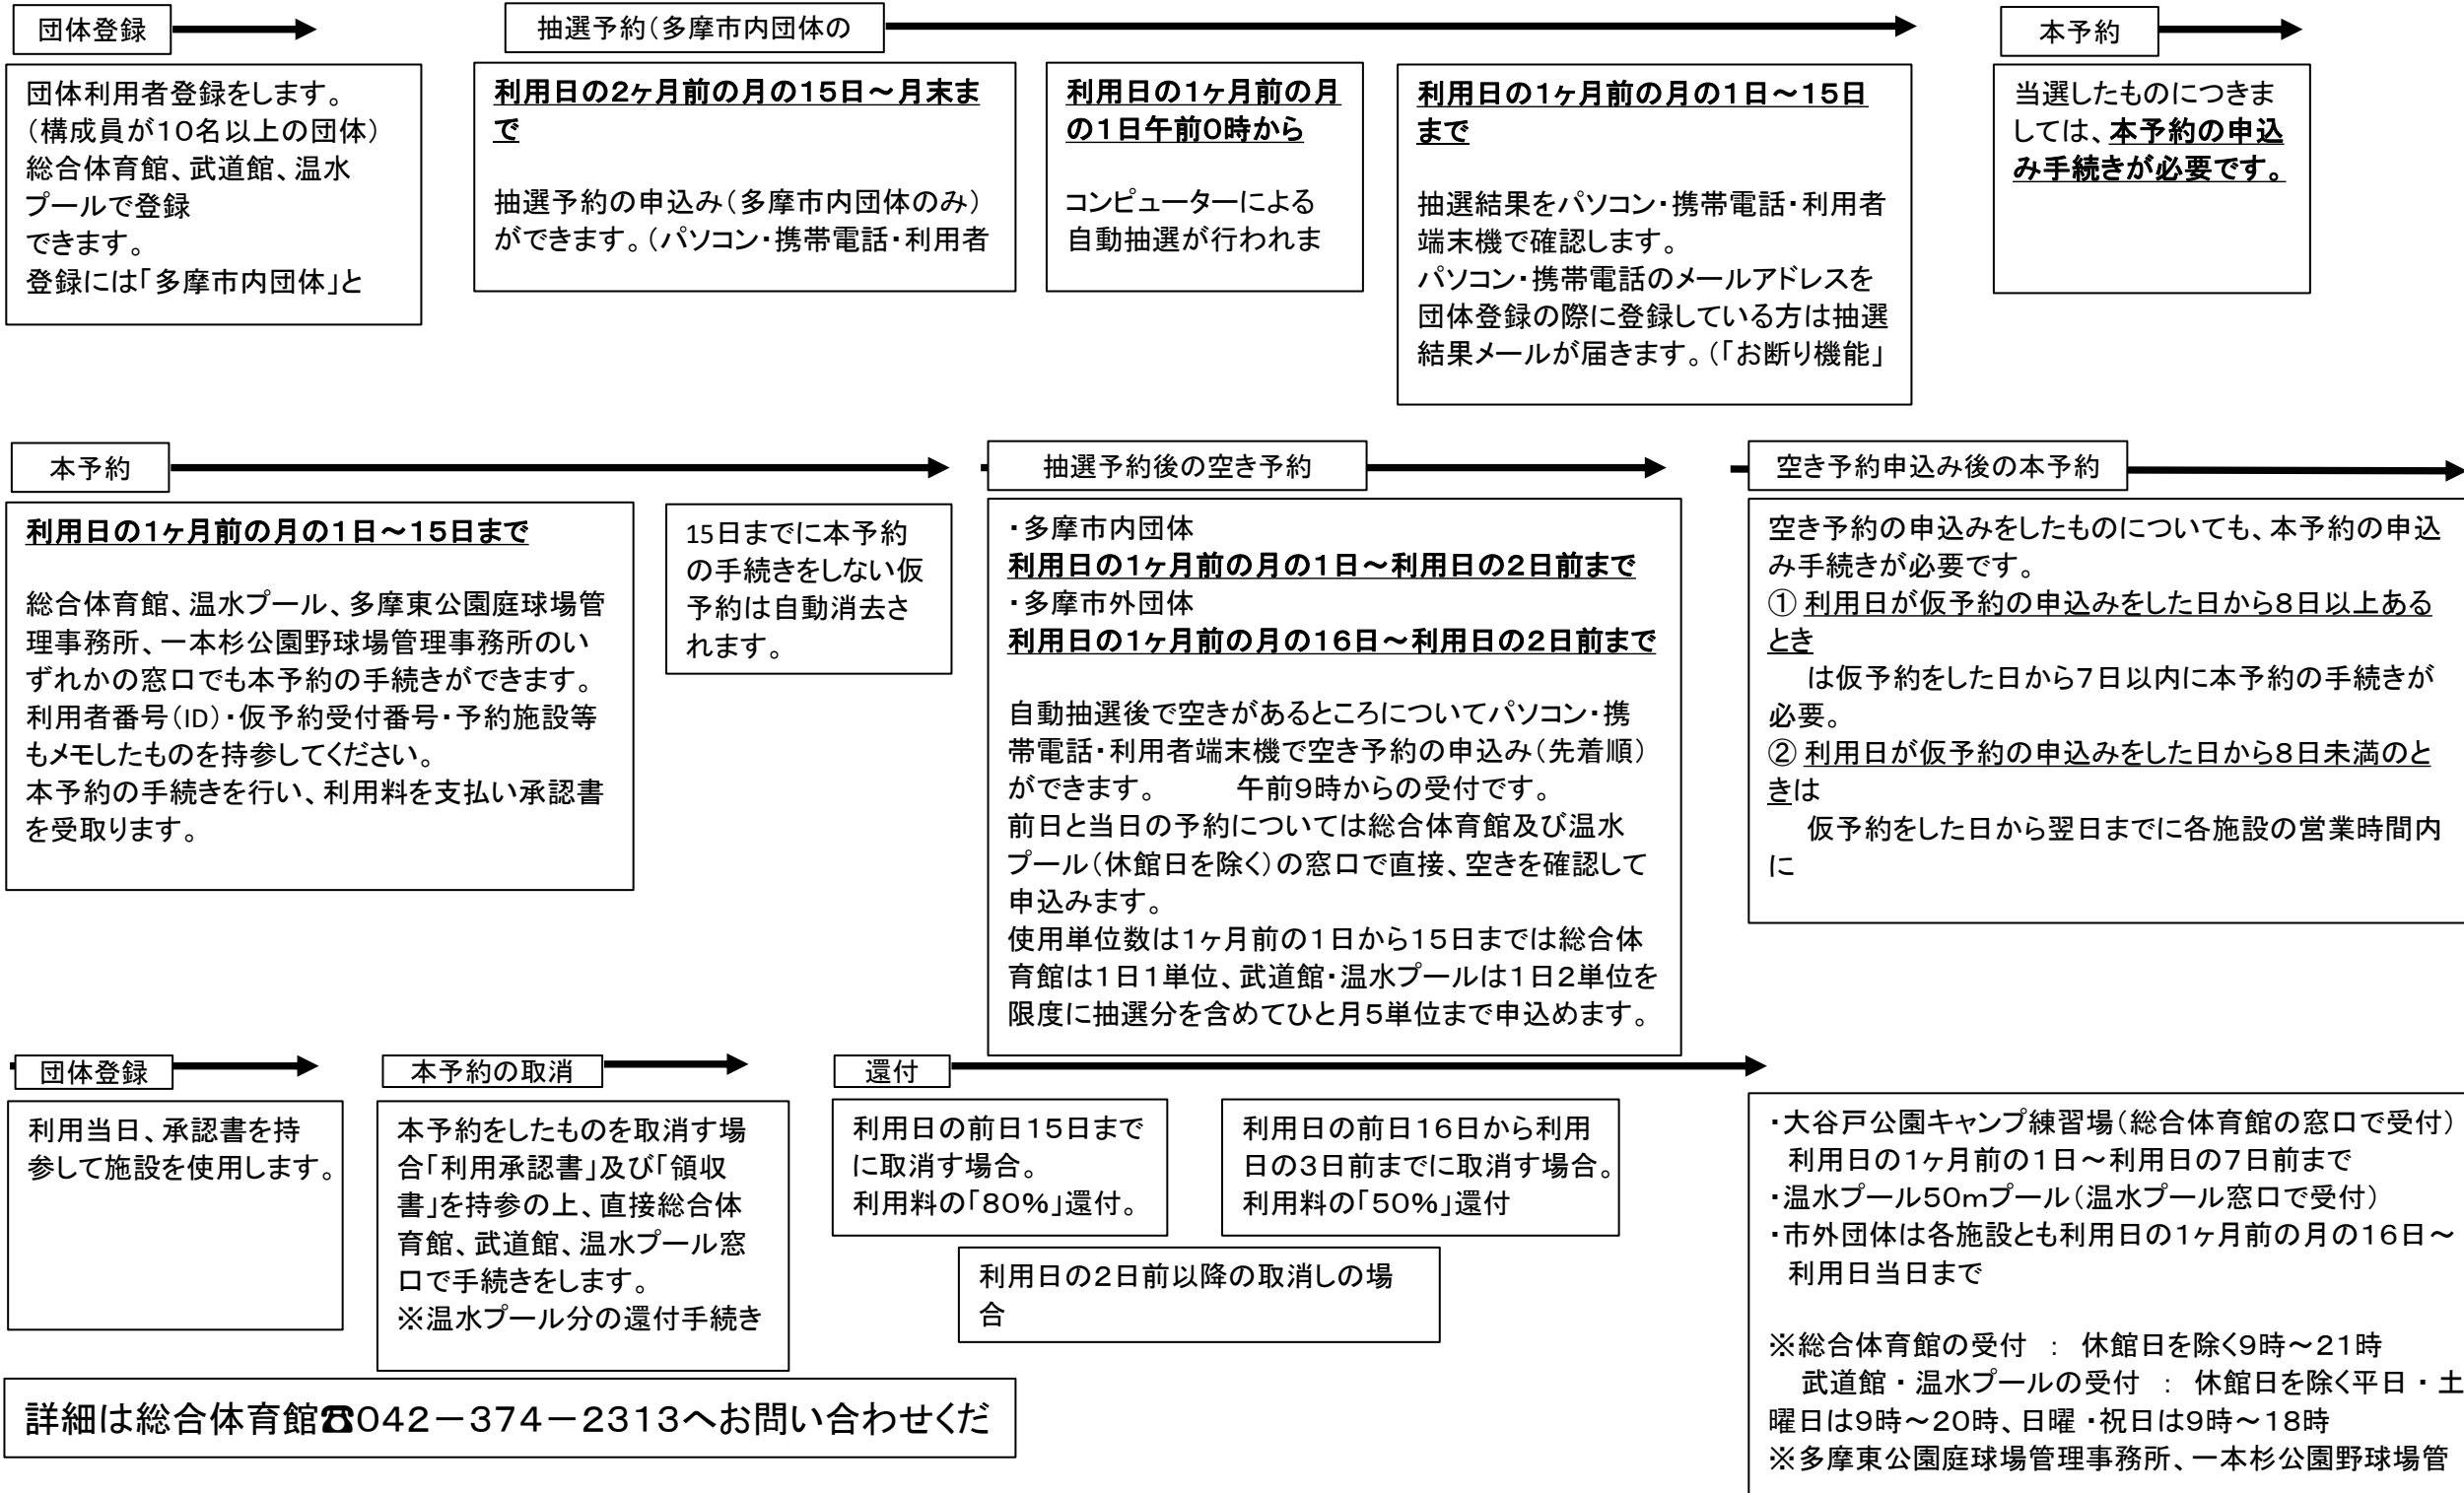 団体登録
団体利用者登録をします。
（構成員が１０名以上の団体）
総合体育館、武道館、温水
プールで登録
できます。
登録には「多摩市内団体」と
抽選予約（多摩市内団体の
利用日の２ヶ月前の月の１５日～月末ま
で
抽選予約の申込み（多摩市内団体のみ）
ができます。（パソコン・携帯電話・利用者
利用日の１ヶ月前の月
の１日午前０時から
コンピューターによる
自動抽選が行われま
利用日の１ヶ月前の月の１日～１５日
まで
抽選結果をパソコン・携帯電話・利用者
端末機で確認します。
パソコン・携帯電話のメールアドレスを
団体登録の際に登録している方は抽選
結果メールが届きます。（「お断り機能」
本予約
当選したものにつきま
しては、本予約の申込
み手続きが必要です。
本予約
利用日の１ヶ月前の月の１日～１５日まで
総合体育館、温水プール、多摩東公園庭球場管
理事務所、一本杉公園野球場管理事務所のい
ずれかの窓口でも本予約の手続きができます。
利用者番号（ID）・仮予約受付番号・予約施設等
もメモしたものを持参してください。
本予約の手続きを行い、利用料を支払い承認書
を受取ります。
15日までに本予約
の手続きをしない仮
予約は自動消去さ
れます。
抽選予約後の空き予約
・多摩市内団体
利用日の１ヶ月前の月の１日～利用日の２日前まで
・多摩市外団体
利用日の１ヶ月前の月の１６日～利用日の２日前まで
自動抽選後で空きがあるところについてパソコン・携
帯電話・利用者端末機で空き予約の申込み（先着順）
ができます。　　　午前９時からの受付です。
前日と当日の予約については総合体育館及び温水
プール（休館日を除く）の窓口で直接、空きを確認して
申込みます。
使用単位数は１ヶ月前の１日から１５日までは総合体
育館は１日１単位、武道館・温水プールは１日２単位を
限度に抽選分を含めてひと月５単位まで申込めます。
空き予約申込み後の本予約
空き予約の申込みをしたものについても、本予約の申込
み手続きが必要です。
① 利用日が仮予約の申込みをした日から８日以上ある
とき
は仮予約をした日から７日以内に本予約の手続きが
必要。
② 利用日が仮予約の申込みをした日から８日未満のと
きは
仮予約をした日から翌日までに各施設の営業時間内
に
団体登録
利用当日、承認書を持
参して施設を使用します。
本予約の取消
本予約をしたものを取消す場
合「利用承認書」及び「領収
書」を持参の上、直接総合体
育館、武道館、温水プール窓
口で手続きをします。
※温水プール分の還付手続き
還付
利用日の前日１５日まで
に取消す場合。
利用料の「８０％」還付。
利用日の前日１６日から利用
日の３日前までに取消す場合。
利用料の「５０％」還付
利用日の２日前以降の取消しの場
合
・大谷戸公園キャンプ練習場（総合体育館の窓口で受付）
利用日の１ヶ月前の１日～利用日の７日前まで
・温水プール５０ｍプール（温水プール窓口で受付）
・市外団体は各施設とも利用日の１ヶ月前の月の１６日～
利用日当日まで
※総合体育館の受付　：　休館日を除く９時～２１時
武道館・温水プールの受付　：　休館日を除く平日・土
曜日は９時～２０時、日曜・祝日は９時～１８時
※多摩東公園庭球場管理事務所、一本杉公園野球場管
詳細は総合体育館☎０４２－３７４－２３１３へお問い合わせくだ